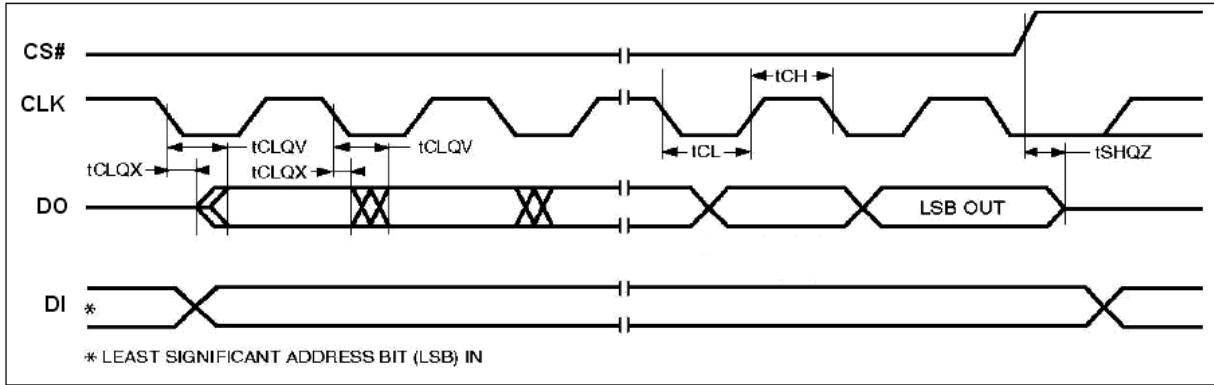 CS#
tCH
CLK
tCLQV
tCLQV
tCL
tSHQZ
tCLQX
tCLQX
DO
LSB OUT
DI
*
* LEAST SIGNIFICANT ADDRESS BIT (LSB) IN